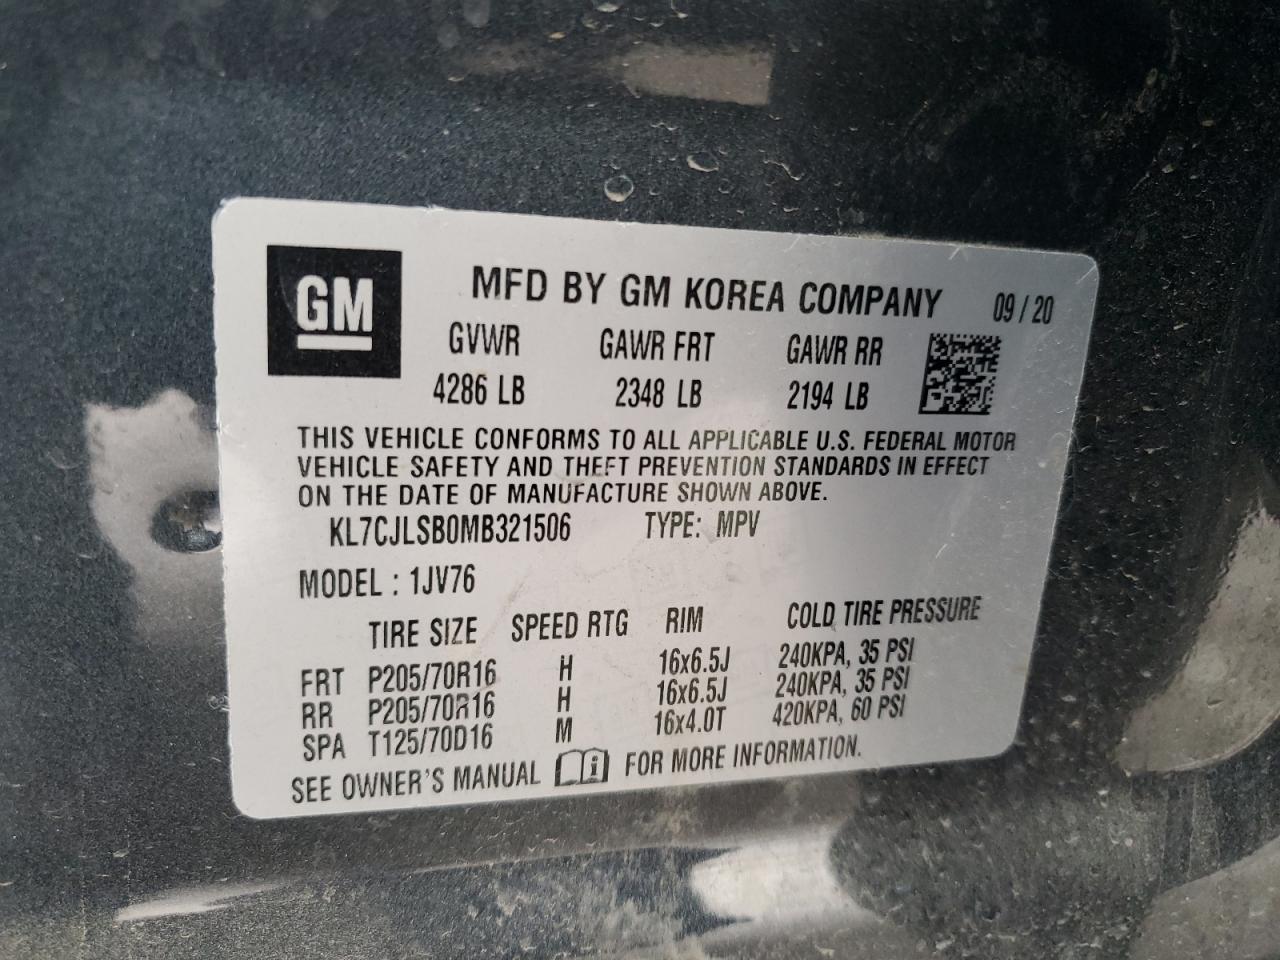 GM
MFD BY GM KOREA COMPANY 09/20
GVWR GAWR FRT GAWR RR
4286 LB 2348 LB 2194 LB
THIS VEHICLE CONFORMS TO ALL APPLICABLE U.S. FEDERAL MOTOR
VEHICLE SAFETY AND THEFT PREVENTION STANDARDS IN EFFECT
ON THE DATE OF MANUFACTURE SHOWN ABOVE.
KL7CJLSB0MB321506 TYPE: MPV
MODEL : 1JV76
TIRE SIZE SPEED RTG RIM COLD TIRE PRESSURE
FRT P205/70R16 H 16x6.5J 240KPA, 35 PSI
RR P205/70R16 H 16x6.5J 240KPA, 35 PSI
SPA T125/70D16 M 16x4.0T 420KPA, 60 PSI
SEE OWNER'S MANUAL i FOR MORE INFORMATION.